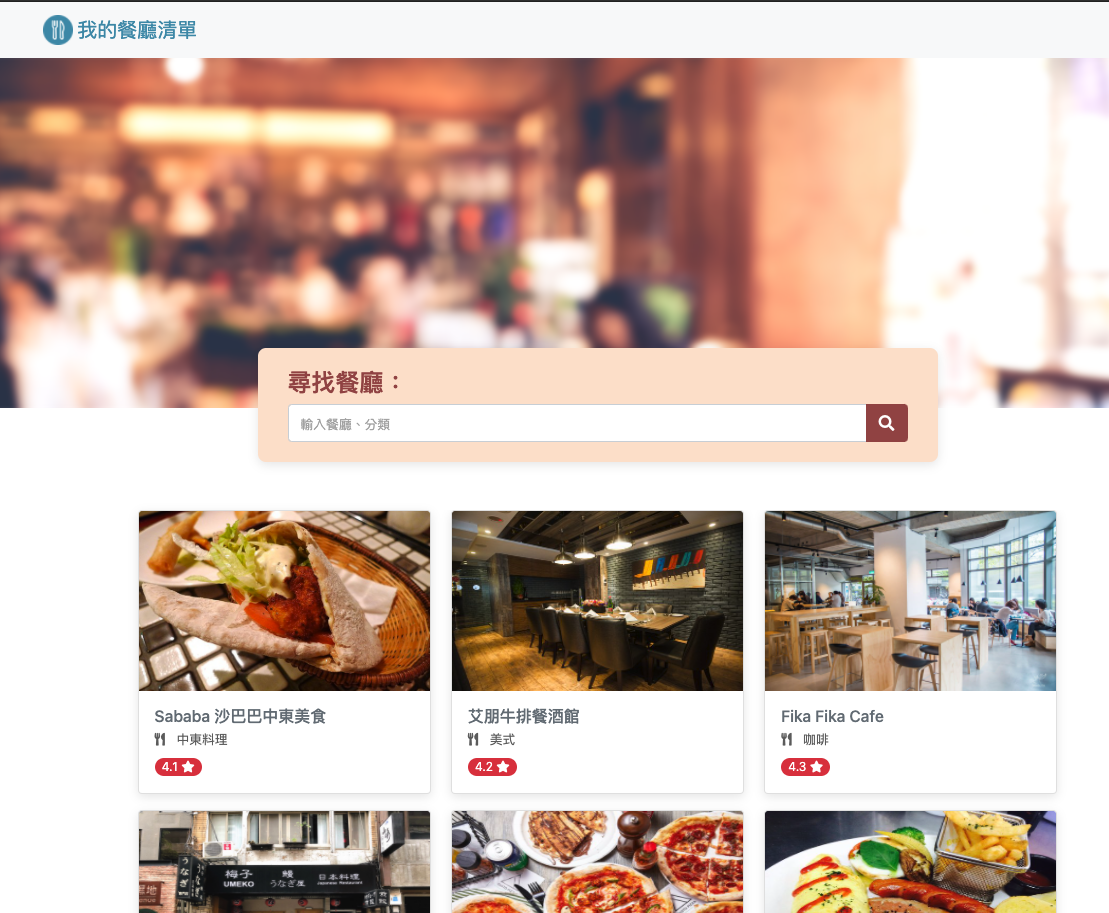 我的餐廳清單
尋找餐廳：
輸入餐廳、分類
Sababa 沙巴巴中東美食
中東料理
4.1
艾朋牛排餐酒館
美式
4.2
Fika Fika Cafe
咖啡
4.3
梅子 鰻 日本料理
UMEKO うなぎ屋 Japanese Restaurant
うなぎ